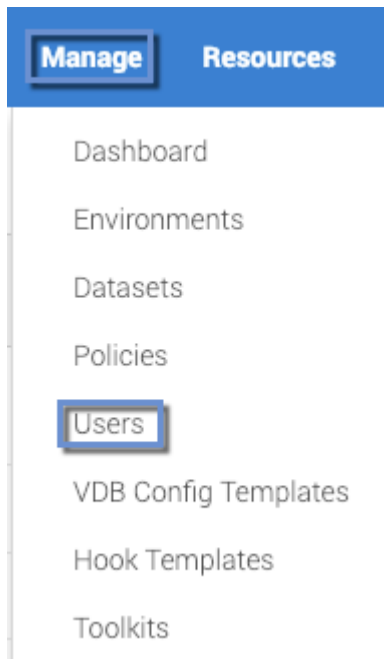 Manage Resources
Dashboard
Environments
Datasets
Policies
Users
VDB Config Templates
Hook Templates
Toolkits